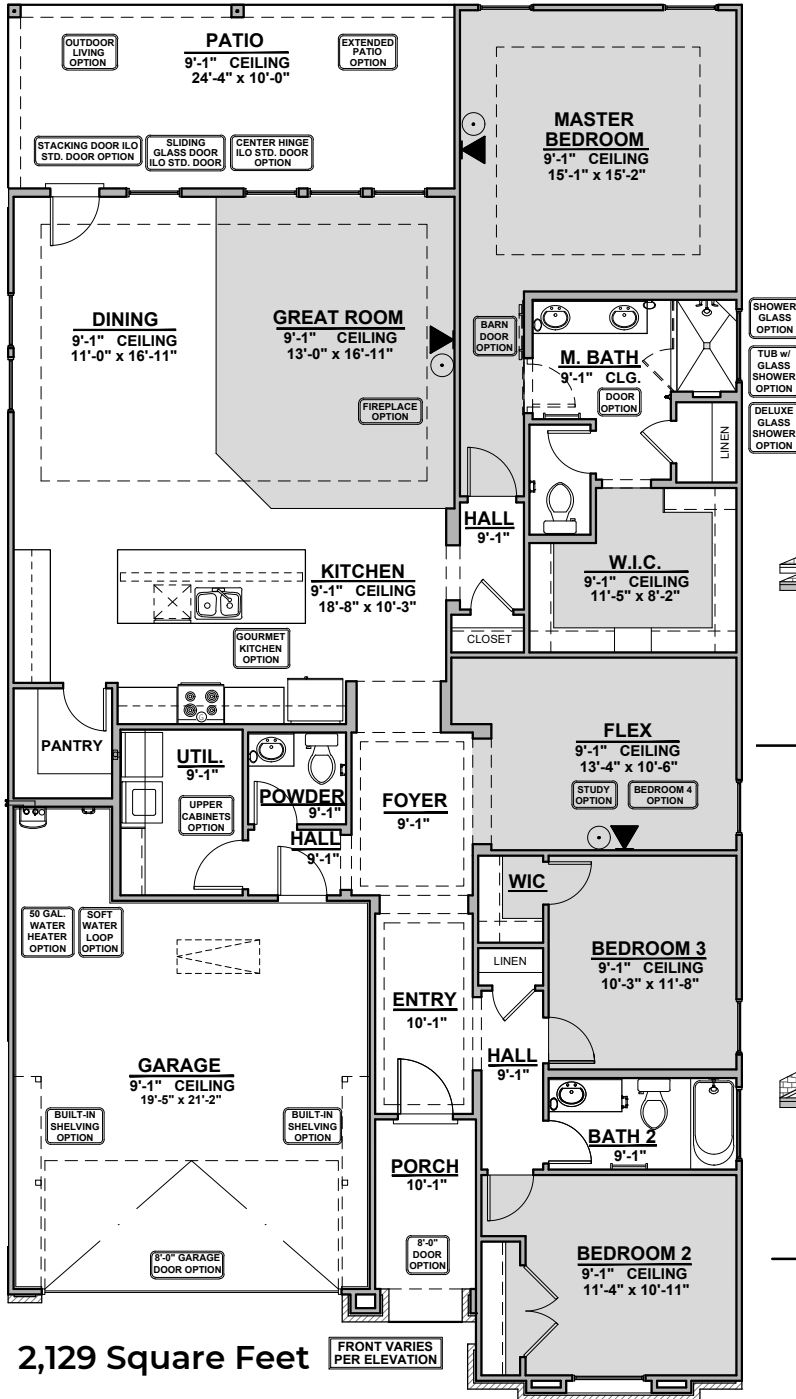 PATIO
9'-1" CEILING
24'-4" x 10'-0"
OUTDOOR
LIVING
OPTION
EXTENDED
PATIO
OPTION
STACKING DOOR ILO
STD. DOOR OPTION
SLIDING
GLASS DOOR
ILO STD. DOOR
CENTER HINGE
ILO STD. DOOR
OPTION
MASTER
BEDROOM
9'-1" CEILING
15'-1" x 15'-2"
DINING
9'-1" CEILING
11'-0" x 16'-11"
GREAT ROOM
9'-1" CEILING
13'-0" x 16'-11"
FIREPLACE
OPTION
BARN
DOOR
OPTION
M. BATH
9'-1" CLG.
DOOR
OPTION
SHOWER
GLASS
OPTION
TUB w/
GLASS
SHOWER
OPTION
DELUXE
GLASS
SHOWER
OPTION
LINEN
HALL
9'-1"
W.I.C.
9'-1" CEILING
11'-5" x 8'-2"
KITCHEN
9'-1" CEILING
18'-8" x 10'-3"
GOURMET
KITCHEN
OPTION
CLOSET
PANTRY
UTIL.
9'-1"
UPPER
CABINETS
OPTION
POWDER
9'-1"
HALL
9'-1"
FOYER
9'-1"
FLEX
9'-1" CEILING
13'-4" x 10'-6"
STUDY
OPTION
BEDROOM 4
OPTION
G
WIC
BEDROOM 3
9'-1" CEILING
10'-3" x 11'-8"
50 GAL.
WATER
HEATER
OPTION
SOFT
WATER
LOOP
OPTION
LINEN
ENTRY
10'-1"
HALL
9'-1"
GARAGE
9'-1" CEILING
19'-5" x 21'-2"
BUILT-IN
SHELVING
OPTION
BUILT-IN
SHELVING
OPTION
BATH 2
9'-1"
PORCH
10'-1"
8'-0"
DOOR
OPTION
8'-0" GARAGE
DOOR OPTION
BEDROOM 2
9'-1" CEILING
11'-4" x 10'-11"
2,129 Square Feet
FRONT VARIES
PER ELEVATION